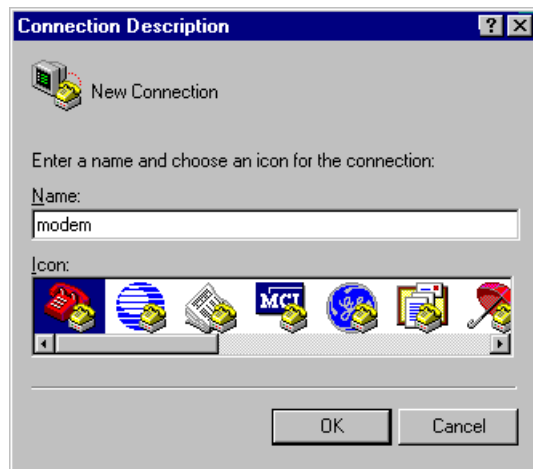 Connection Description
New Connection
Enter a name and choose an icon for the connection:
Name:
modem
Icon:
MCI
OK Cancel